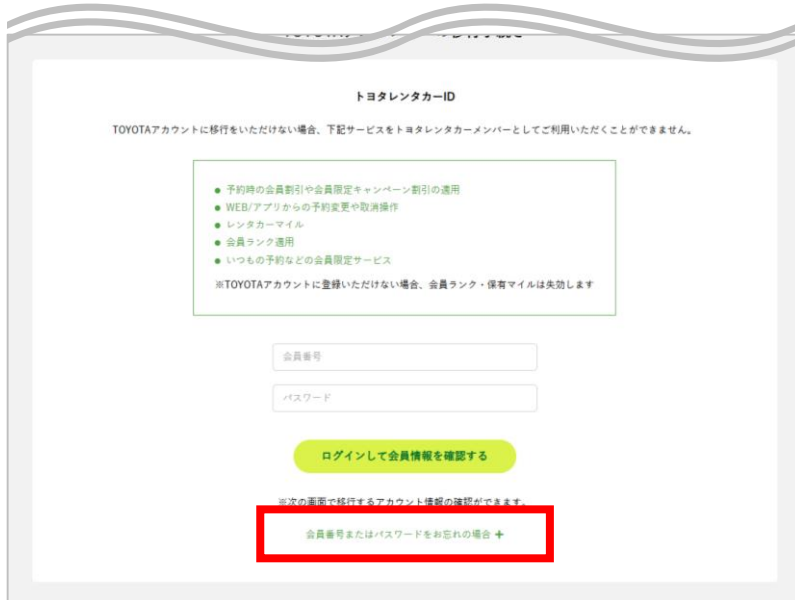 トヨタレンタカーID
TOYOTAアカウントに移行をいただけない場合、下記サービスをトヨタレンタカーメンバーとしてご利用いただくことができません。
● 予約時の会員割引や会員限定キャンペーン割引の適用
● WEB/アプリからの予約変更や取消操作
● レンタカーマイル
● 会員ランク適用
● いつもの予約などの会員限定サービス
※TOYOTAアカウントに登録いただけない場合、会員ランク・保有マイルは失効します
会員番号
パスワード
ログインして会員情報を確認する
※次の画面で移行するアカウント情報の確認ができます。
会員番号またはパスワードをお忘れの場合 +